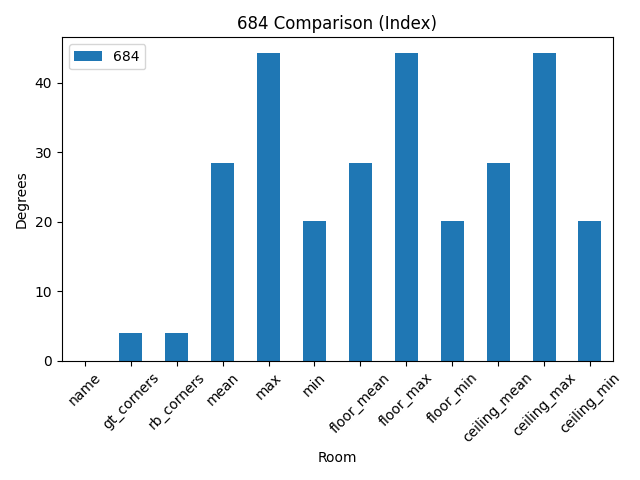 684 Comparison (Index)
684
Degrees
40
30
20
10
0
name
gt_corners
rb_corners
mean
max
min
floor_mean
floor_max
floor_min
ceiling_mean
ceiling_max
ceiling_min
Room